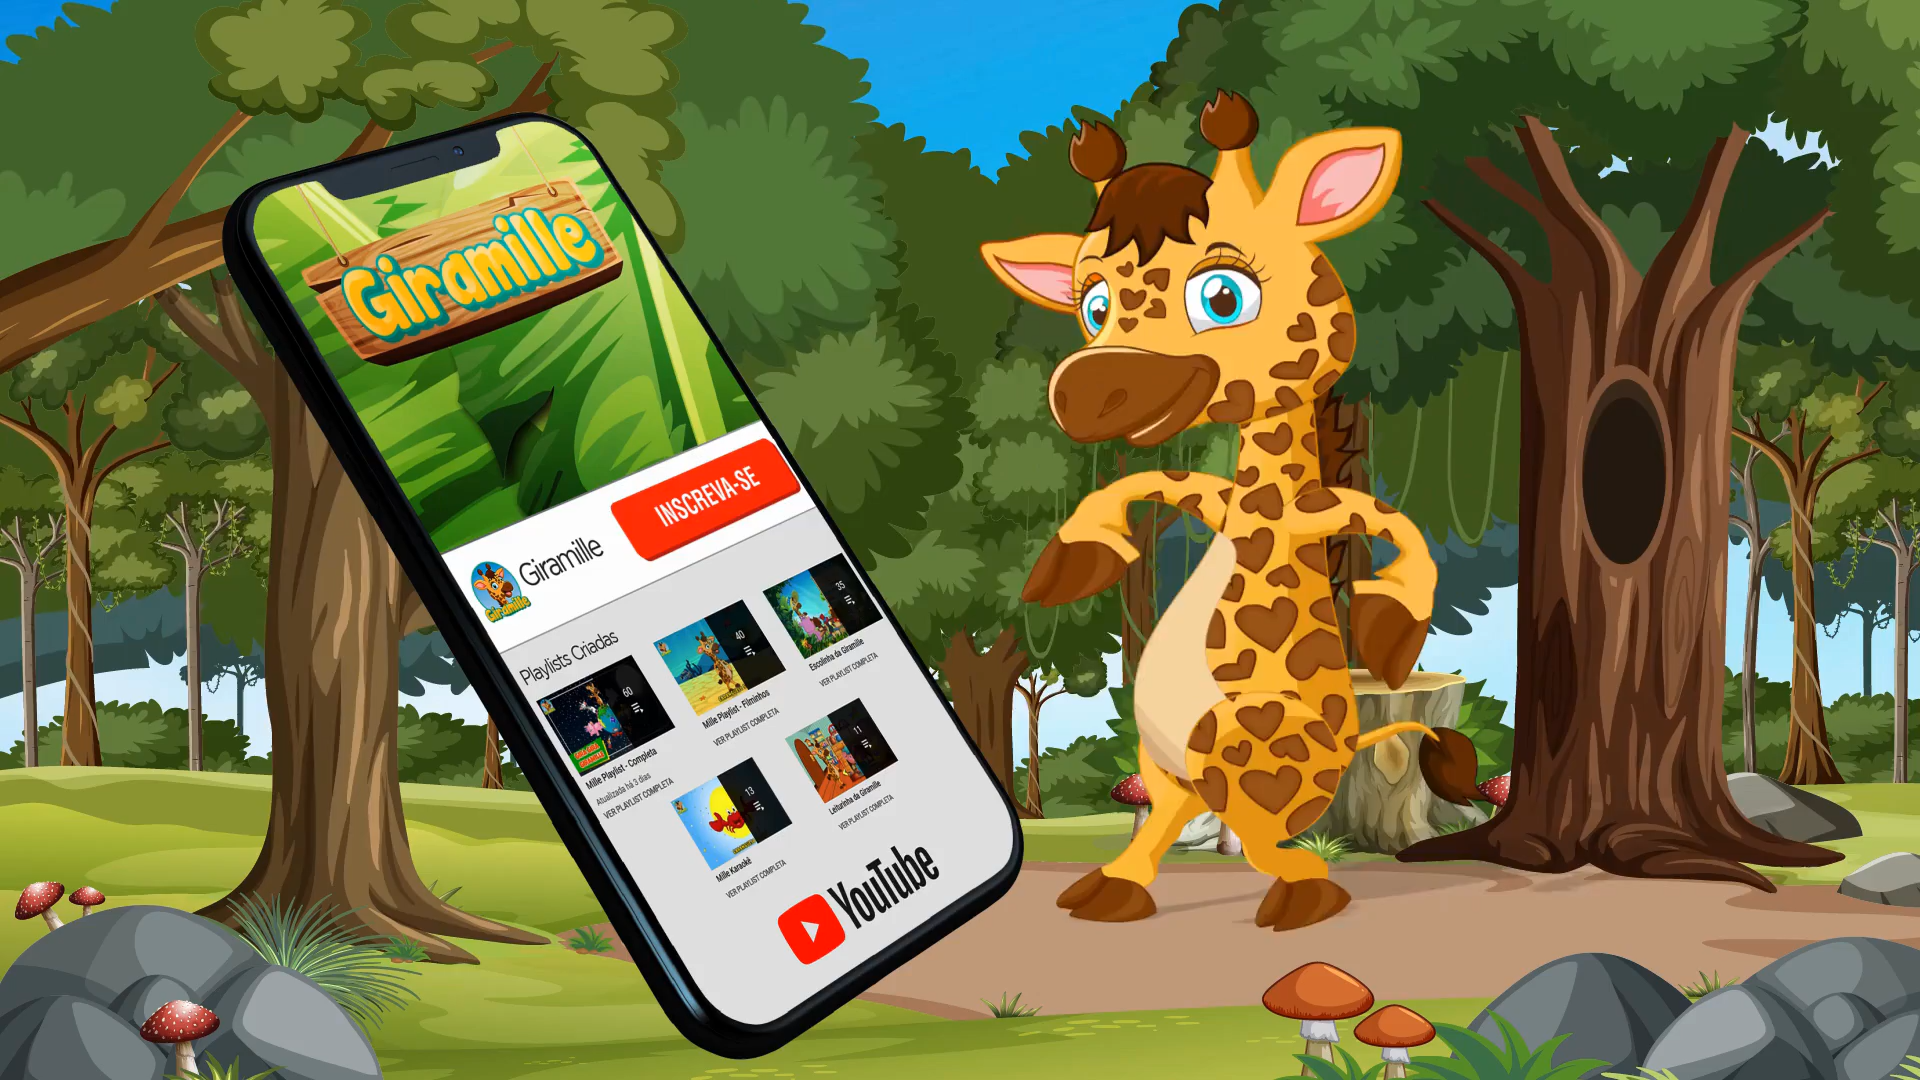 Giramille
INSCREVA-SE
Giramille
Giramille
Playlists Criadas
60
Mille Playlist - Completa
Atualizada há 3 dias
VER PLAYLIST COMPLETA
40
Mille Playlist - Filminhos
VER PLAYLIST COMPLETA
35
Escolinha da Giramille
VER PLAYLIST COMPLETA
13
Mille Karaokê
VER PLAYLIST COMPLETA
11
Leiturinha da Giramille
VER PLAYLIST COMPLETA
YouTube